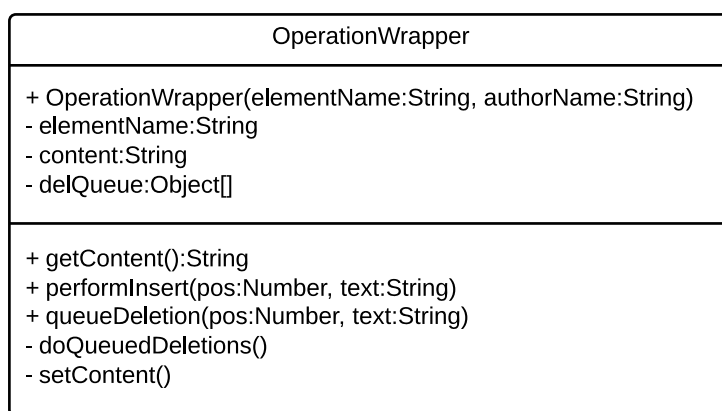 OperationWrapper
+ OperationWrapper(elementName:String, authorName:String)
- elementName:String
- content:String
- delQueue:Object[]
+ getContent():String
+ performInsert(pos:Number, text:String)
+ queueDeletion(pos:Number, text:String)
- doQueuedDeletions()
- setContent()